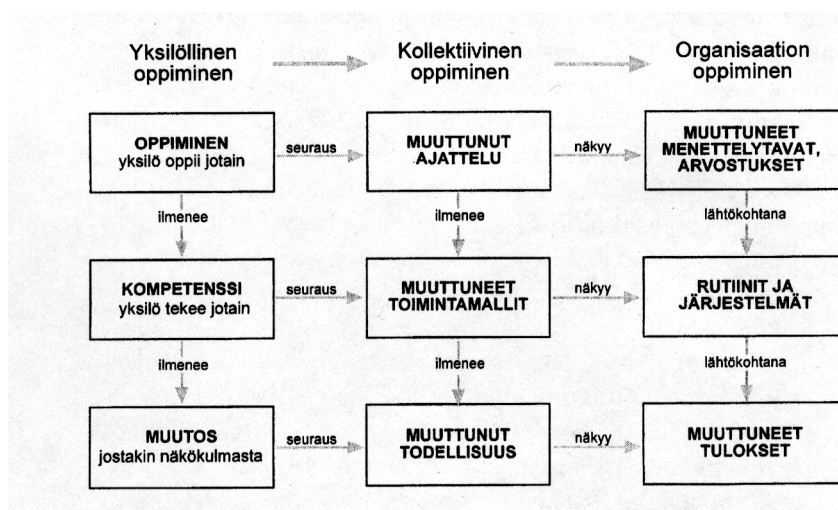 Yksilöllinen
oppiminen
Kollektiivinen
oppiminen
Organisaation
oppiminen
OPPIMINEN
yksilö oppii jotain
seuraus
MUUTTUNUT
AJATTELU
näkyy
MUUTTUNEET
MENETTELYTAVAT,
ARVOSTUKSET
ilmenee
ilmenee
lähtökohtana
KOMPETENSSI
yksilö tekee jotain
seuraus
MUUTTUNEET
TOIMINTAMALLIT
näkyy
RUTIINIT JA
JÄRJESTELMÄT
ilmenee
ilmenee
lähtökohtana
MUUTOS
jostakin näkökulmasta
seuraus
MUUTTUNUT
TODELLISUUS
näkyy
MUUTTUNEET
TULOKSET